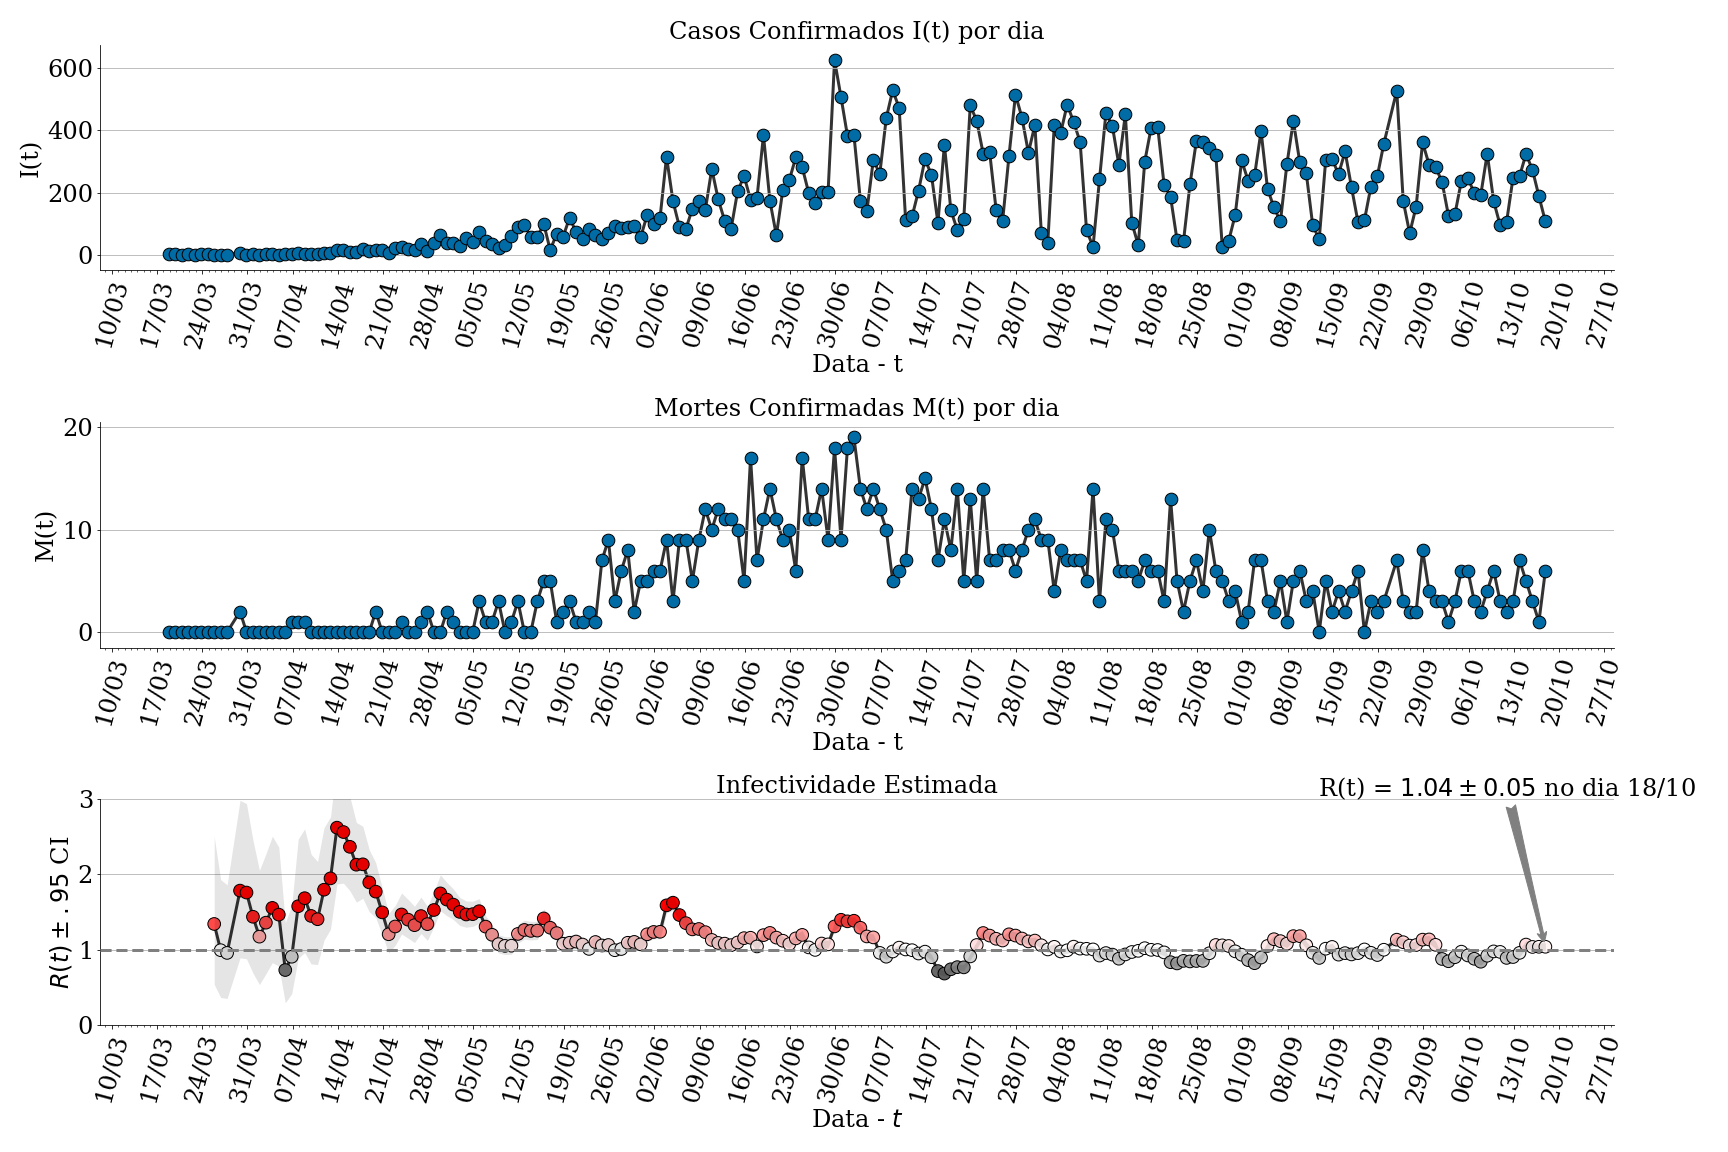 Casos Confirmados I(t) por dia
600
400
200
0
I(t)
10/03 17/03 24/03 31/03 07/04 14/04 21/04 28/04 05/05 12/05 19/05 26/05 02/06 09/06 16/06 23/06 30/06 07/07 14/07 21/07 28/07 04/08 11/08 18/08 25/08 01/09 08/09 15/09 22/09 29/09 06/10 13/10 20/10 27/10
Data - t
Mortes Confirmadas M(t) por dia
20
10
0
M(t)
10/03 17/03 24/03 31/03 07/04 14/04 21/04 28/04 05/05 12/05 19/05 26/05 02/06 09/06 16/06 23/06 30/06 07/07 14/07 21/07 28/07 04/08 11/08 18/08 25/08 01/09 08/09 15/09 22/09 29/09 06/10 13/10 20/10 27/10
Data - t
Infectividade Estimada
R(t) = 1.04 ± 0.05 no dia 18/10
3
2
1
0
R(t) ± .95 CI
10/03 17/03 24/03 31/03 07/04 14/04 21/04 28/04 05/05 12/05 19/05 26/05 02/06 09/06 16/06 23/06 30/06 07/07 14/07 21/07 28/07 04/08 11/08 18/08 25/08 01/09 08/09 15/09 22/09 29/09 06/10 13/10 20/10 27/10
Data - t